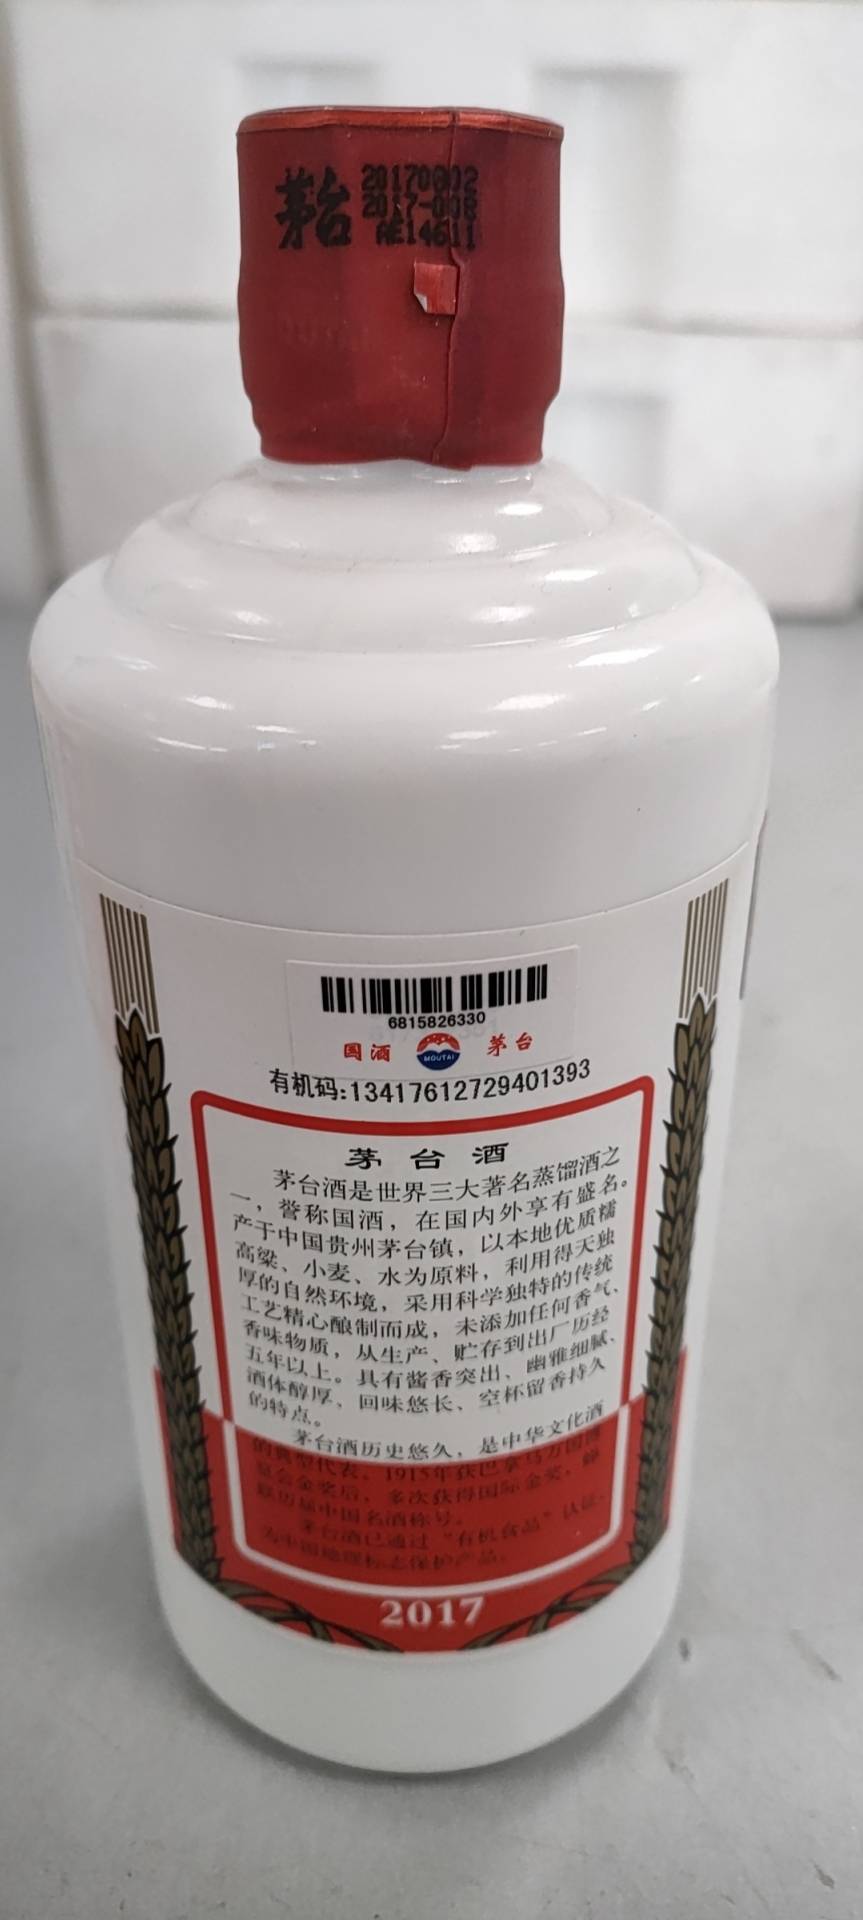 茅台
2017-008
AE14611
6815826330
国酒 MOUTAI 茅台
有机码:13417612729401393
茅台酒
茅台酒是世界三大著名蒸馏酒之
一，誉称国酒，在国内外享有盛名。
产于中国贵州茅台镇，以本地优质糯
高粱、小麦、水为原料，利用得天独
厚的自然环境，采用科学独特的传统
工艺精心酿制而成，未添加任何香气、
香味物质，从生产、贮存到出厂历经
五年以上。具有酱香突出、幽雅细腻、
酒体醇厚、回味悠长、空杯留香持久
的特点。
茅台酒历史悠久，是中华文化酒
的典型代表。1915年获巴拿马万国博
览会金奖后，多次获得国际金奖，蝉
联历届中国名酒称号。
茅台酒已通过“有机食品”认证，
为中国地理标志保护产品。
2017